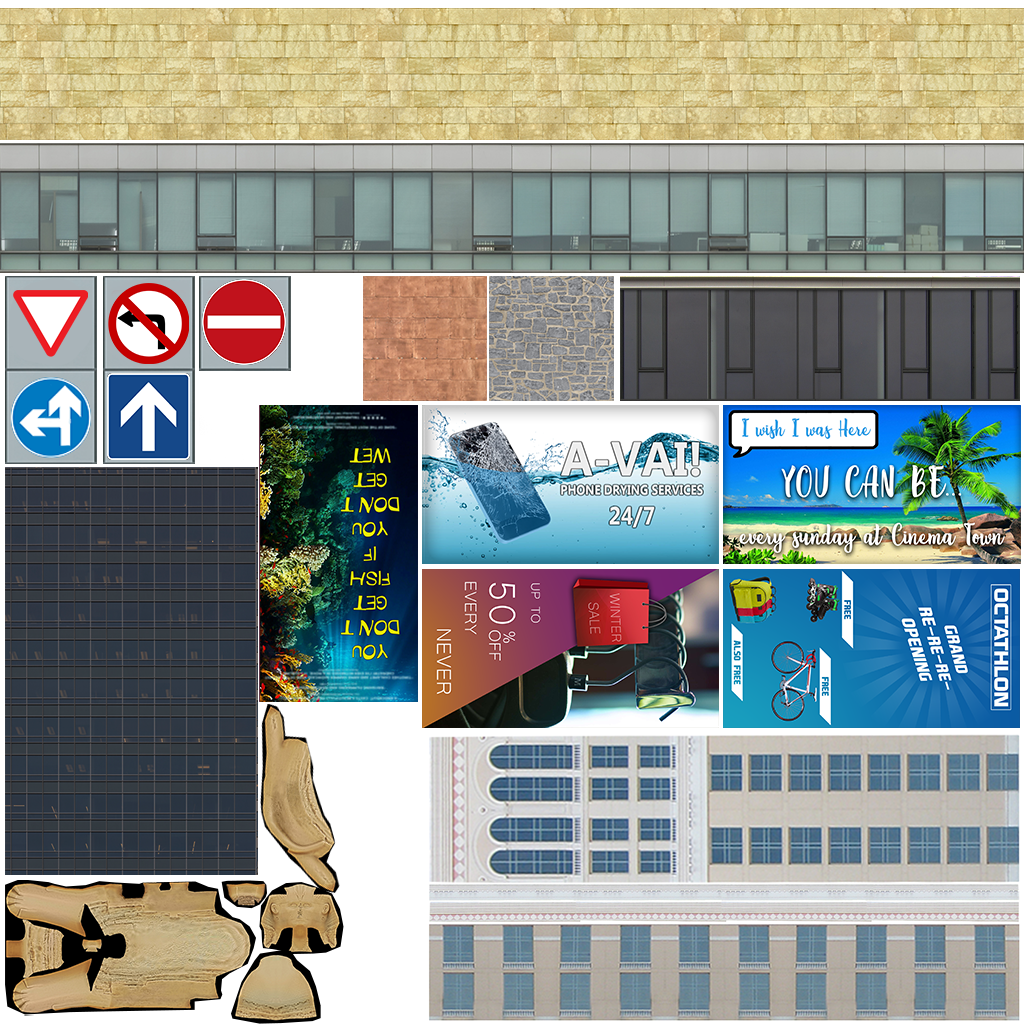 A-VAI!
PHONE DRYING SERVICES
24/7
I wish I was Here
YOU CAN BE...
every sunday at Cinema Town
YOU
DON'T
GET
FISH
IF
YOU
DON'T
GET
WET
UP TO
50% OFF
EVERY
NEVER
WINTER
SALE
OCTATHLON
GRAND
RE-RE-RE-
OPENING
FREE
FREE
ALSO FREE